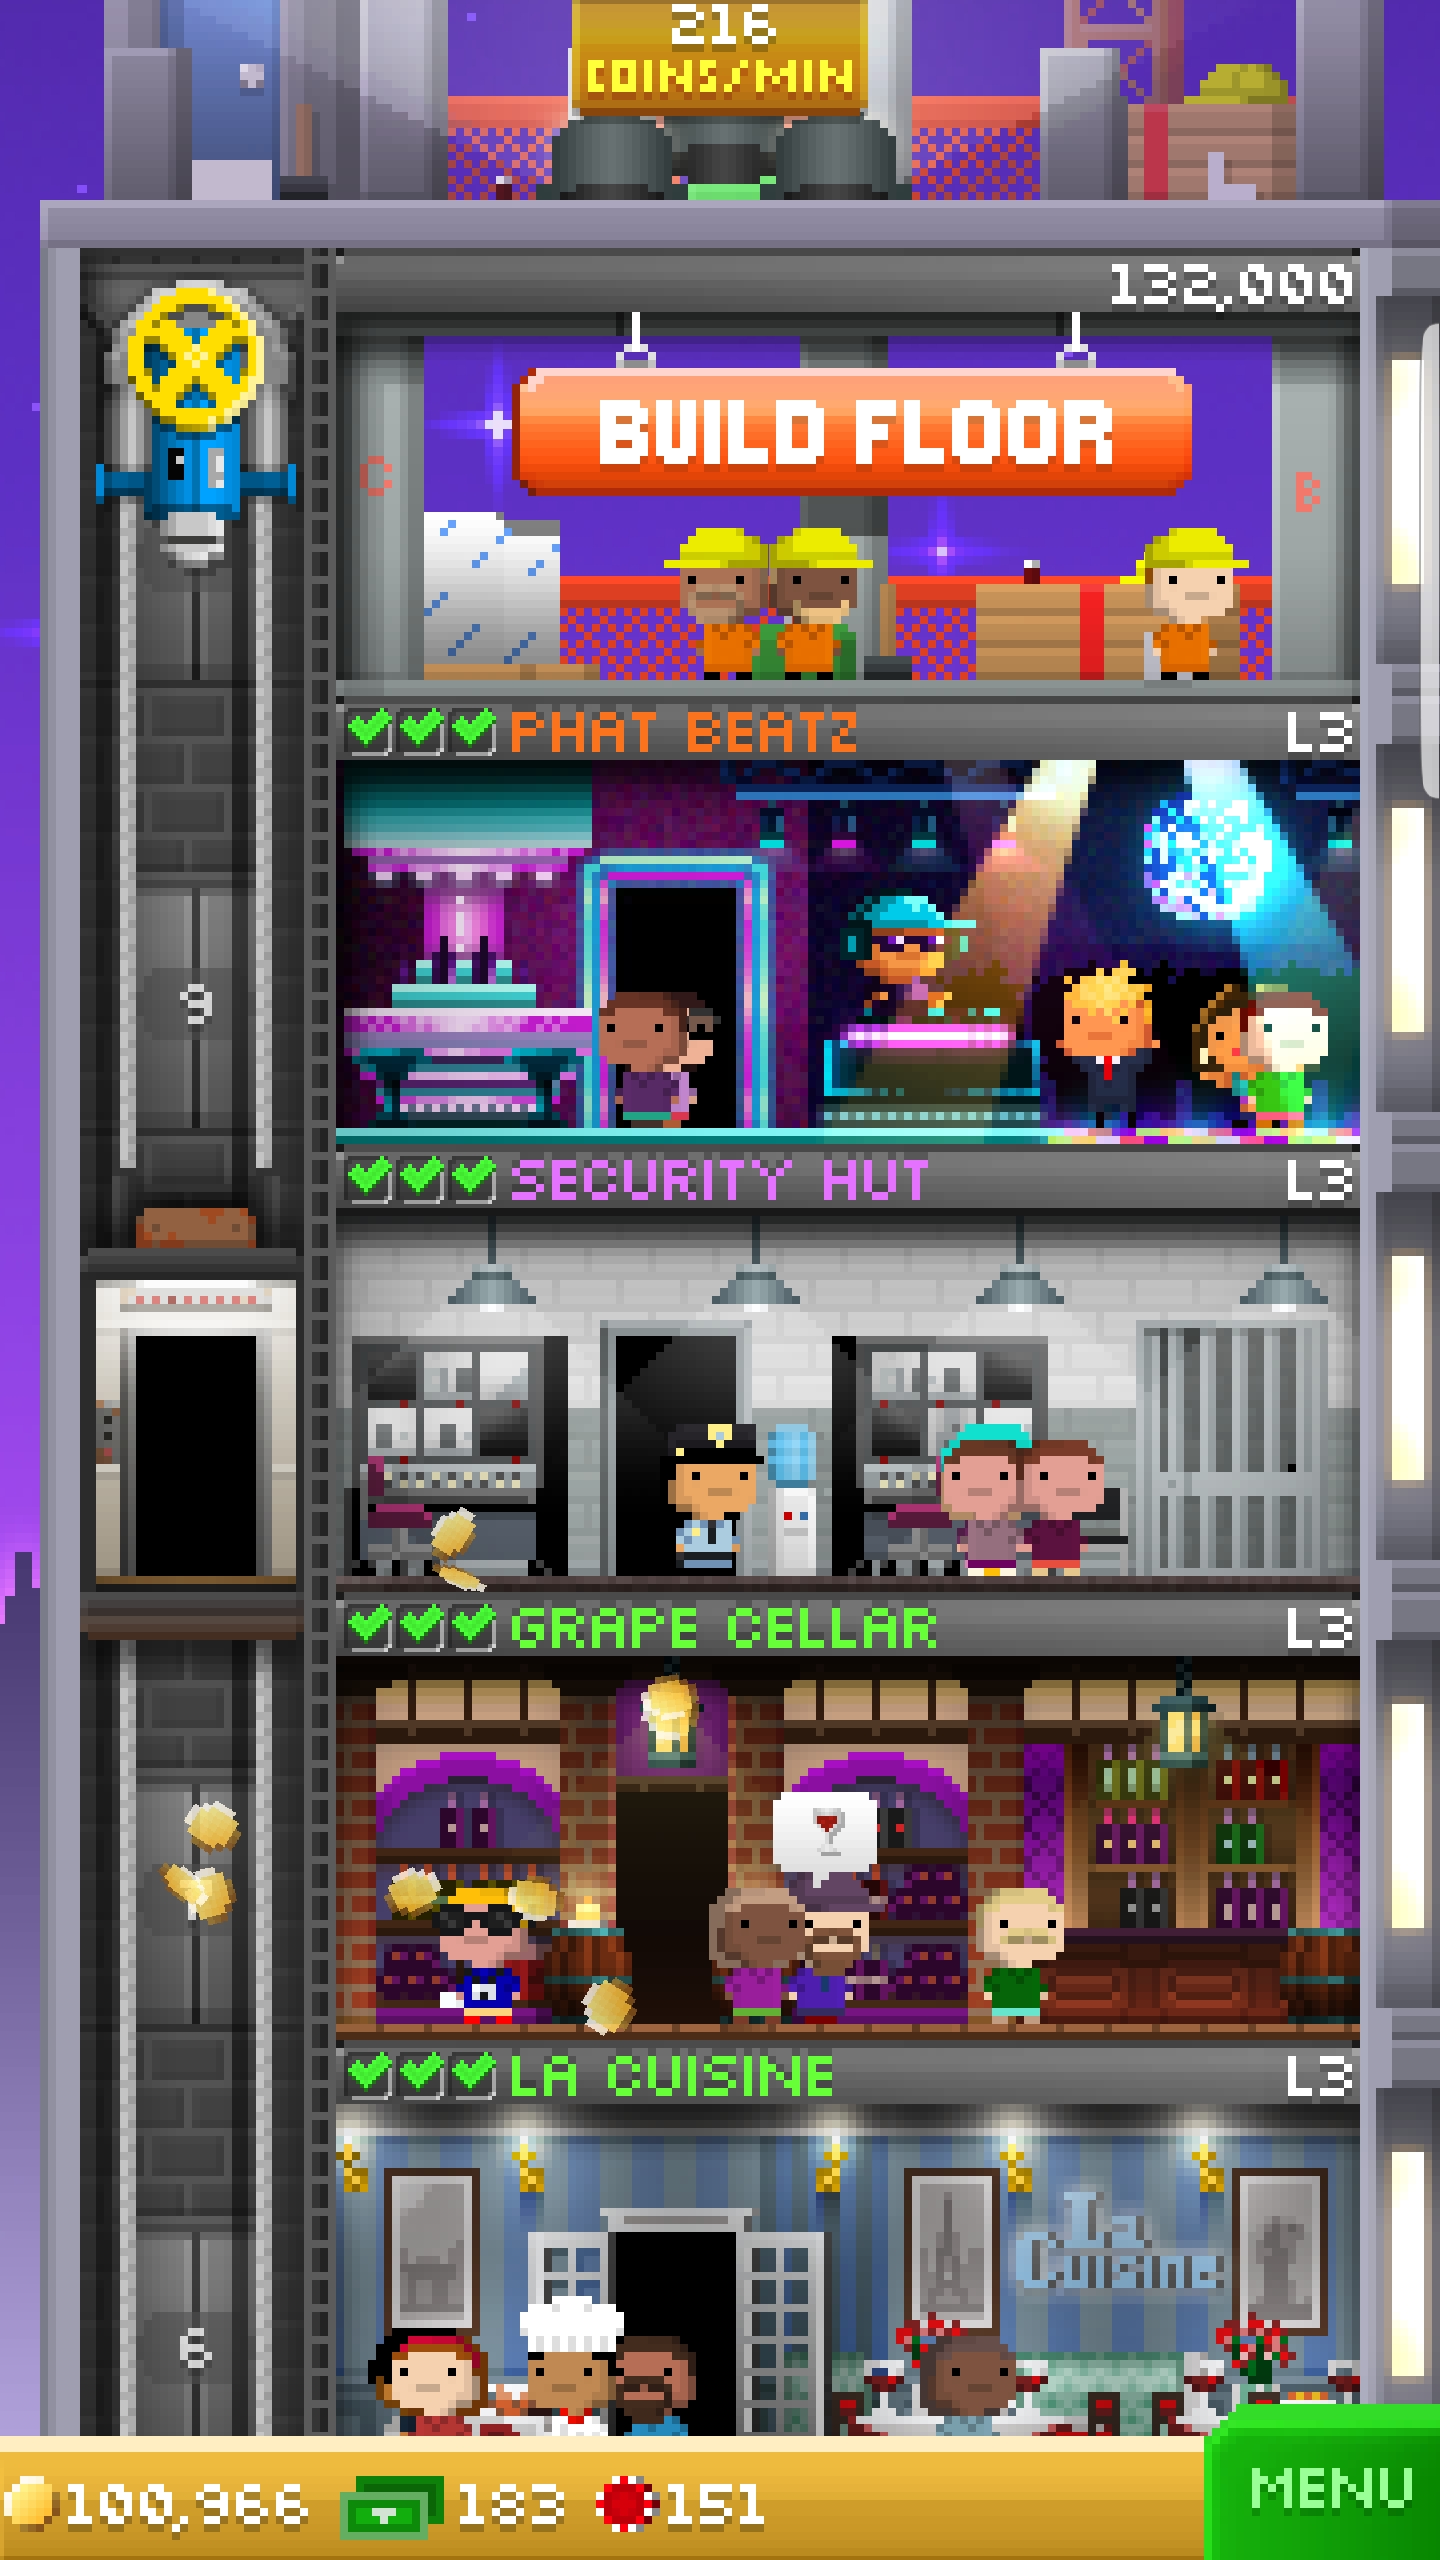 216
COINS/MIN
132,000
C
BUILD FLOOR
B
PHAT BEATZ
L3
9
SECURITY HUT
L3
GRAPE CELLAR
L3
LA CUISINE
L3
La
Cuisine
6
100,966
183
151
MENU